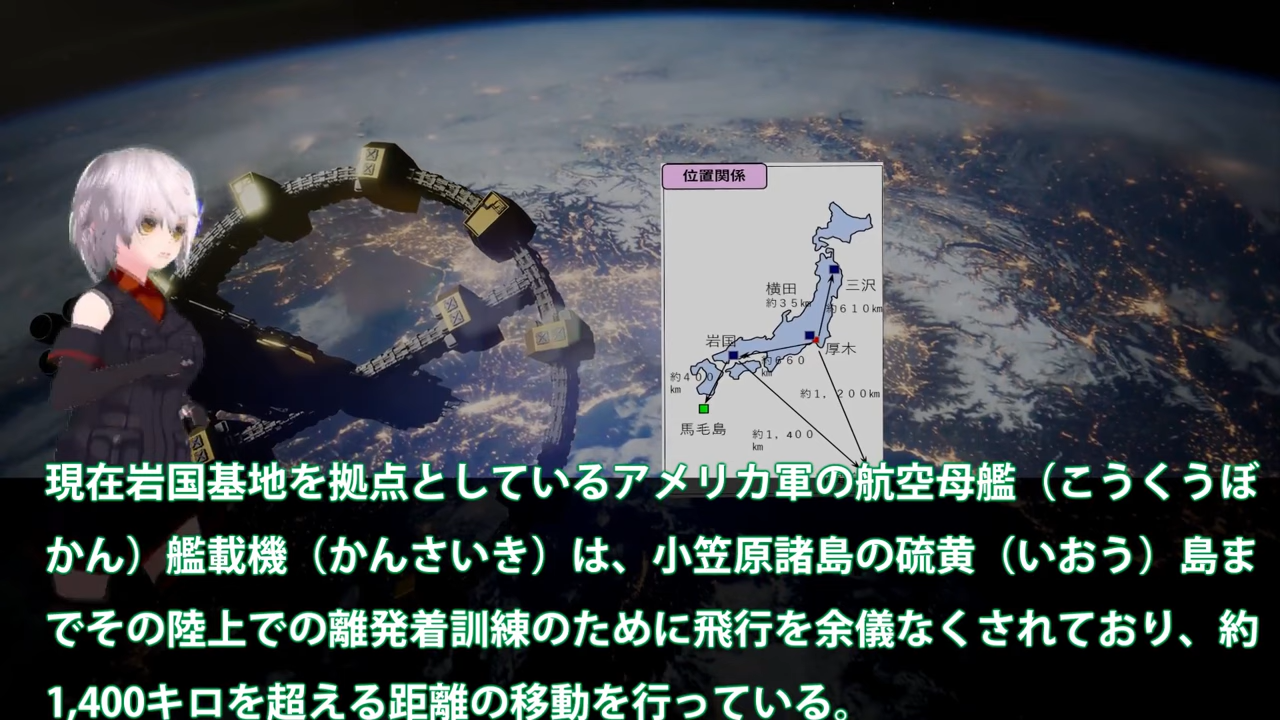 位置関係
横田
約３５km
三沢
約６１０km
岩国
厚木
約６６０
km
約４００
km
約１，２００km
馬毛島
約１，４００
km
現在岩国基地を拠点としているアメリカ軍の航空母艦（こうくうぼ
かん）艦載機（かんさいき）は、小笠原諸島の硫黄（いおう）島ま
でその陸上での離発着訓練のために飛行を余儀なくされており、約
1,400キロを超える距離の移動を行っている。